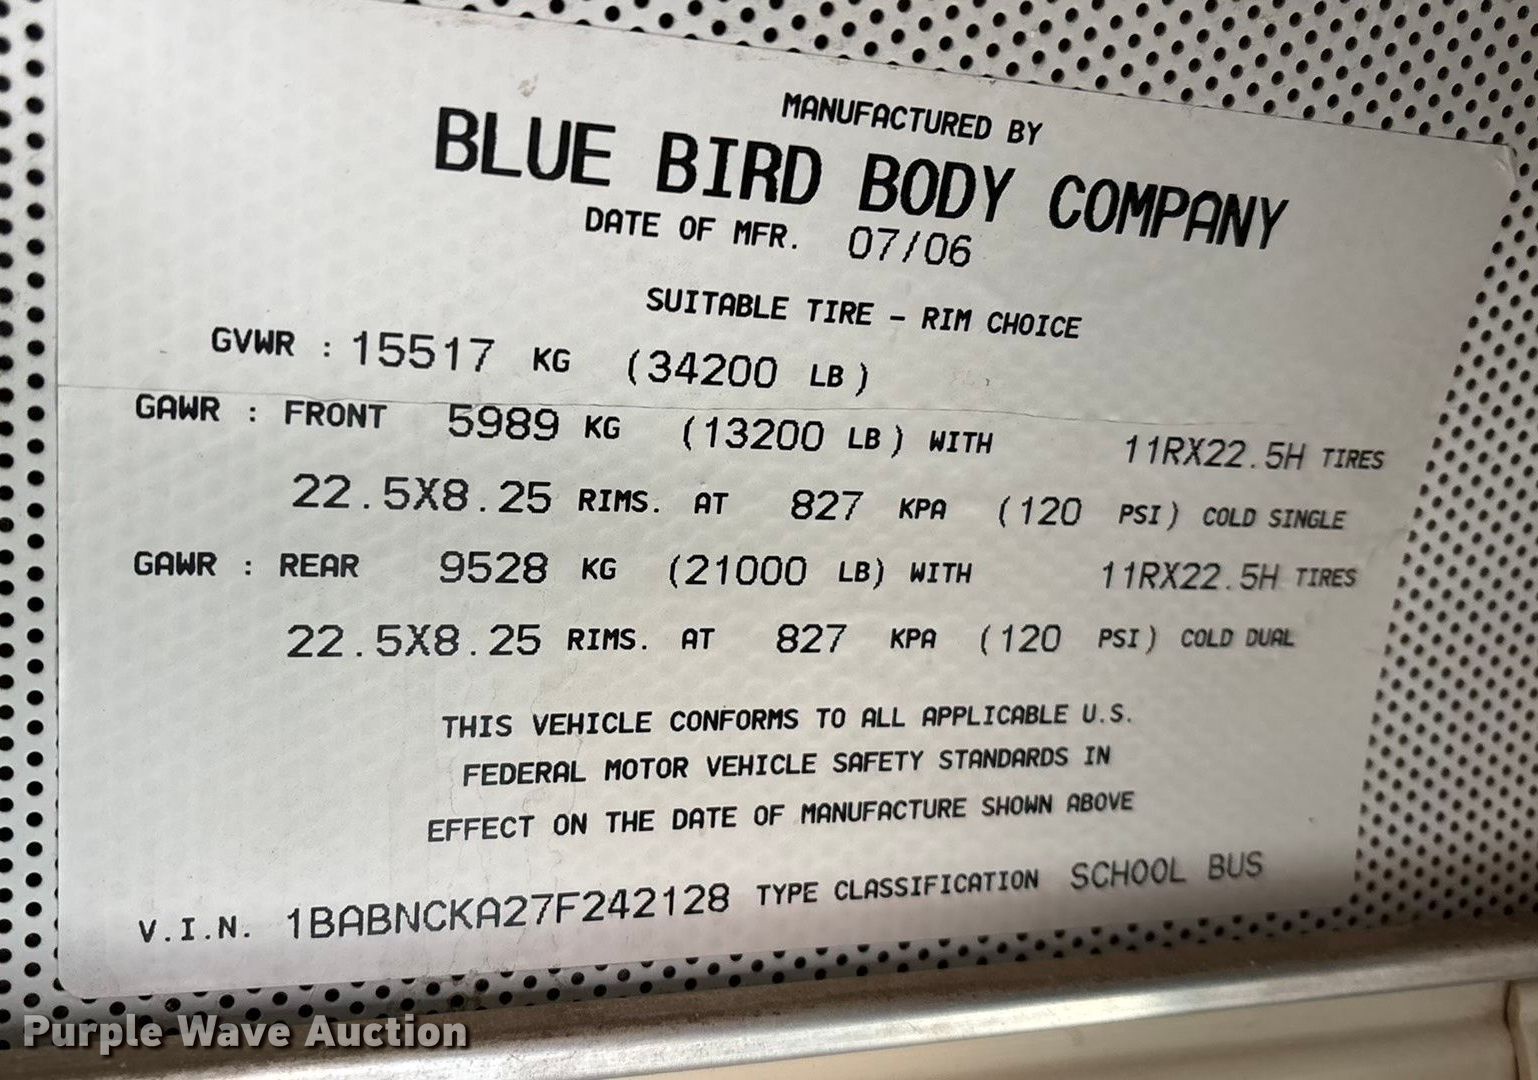 MANUFACTURED BY
BLUE BIRD BODY COMPANY
DATE OF MFR. 07/06
SUITABLE TIRE - RIM CHOICE
GVWR : 15517 KG (34200 LB)
GAWR : FRONT 5989 KG (13200 LB) WITH 11RX22.5H TIRES
22.5X8.25 RIMS. AT 827 KPA (120 PSI) COLD SINGLE
GAWR : REAR 9528 KG (21000 LB) WITH 11RX22.5H TIRES
22.5X8.25 RIMS. AT 827 KPA (120 PSI) COLD DUAL
THIS VEHICLE CONFORMS TO ALL APPLICABLE U.S.
FEDERAL MOTOR VEHICLE SAFETY STANDARDS IN
EFFECT ON THE DATE OF MANUFACTURE SHOWN ABOVE
V.I.N. 1BABNCKA27F242128 TYPE CLASSIFICATION SCHOOL BUS
Purple Wave Auction